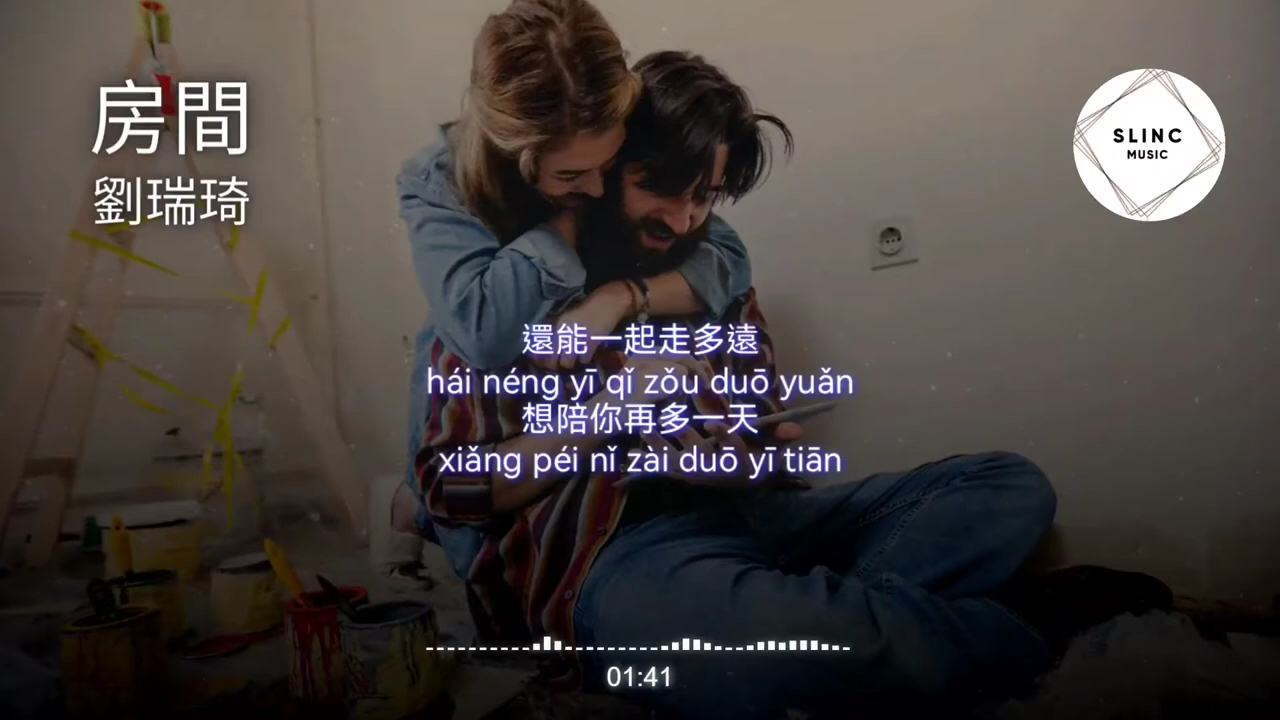 房間
劉瑞琦
SLINC
MUSIC
還能一起走多遠
hái néng yī qǐ zǒu duō yuǎn
想陪你再多一天
xiǎng péi nǐ zài duō yī tiān
01:41